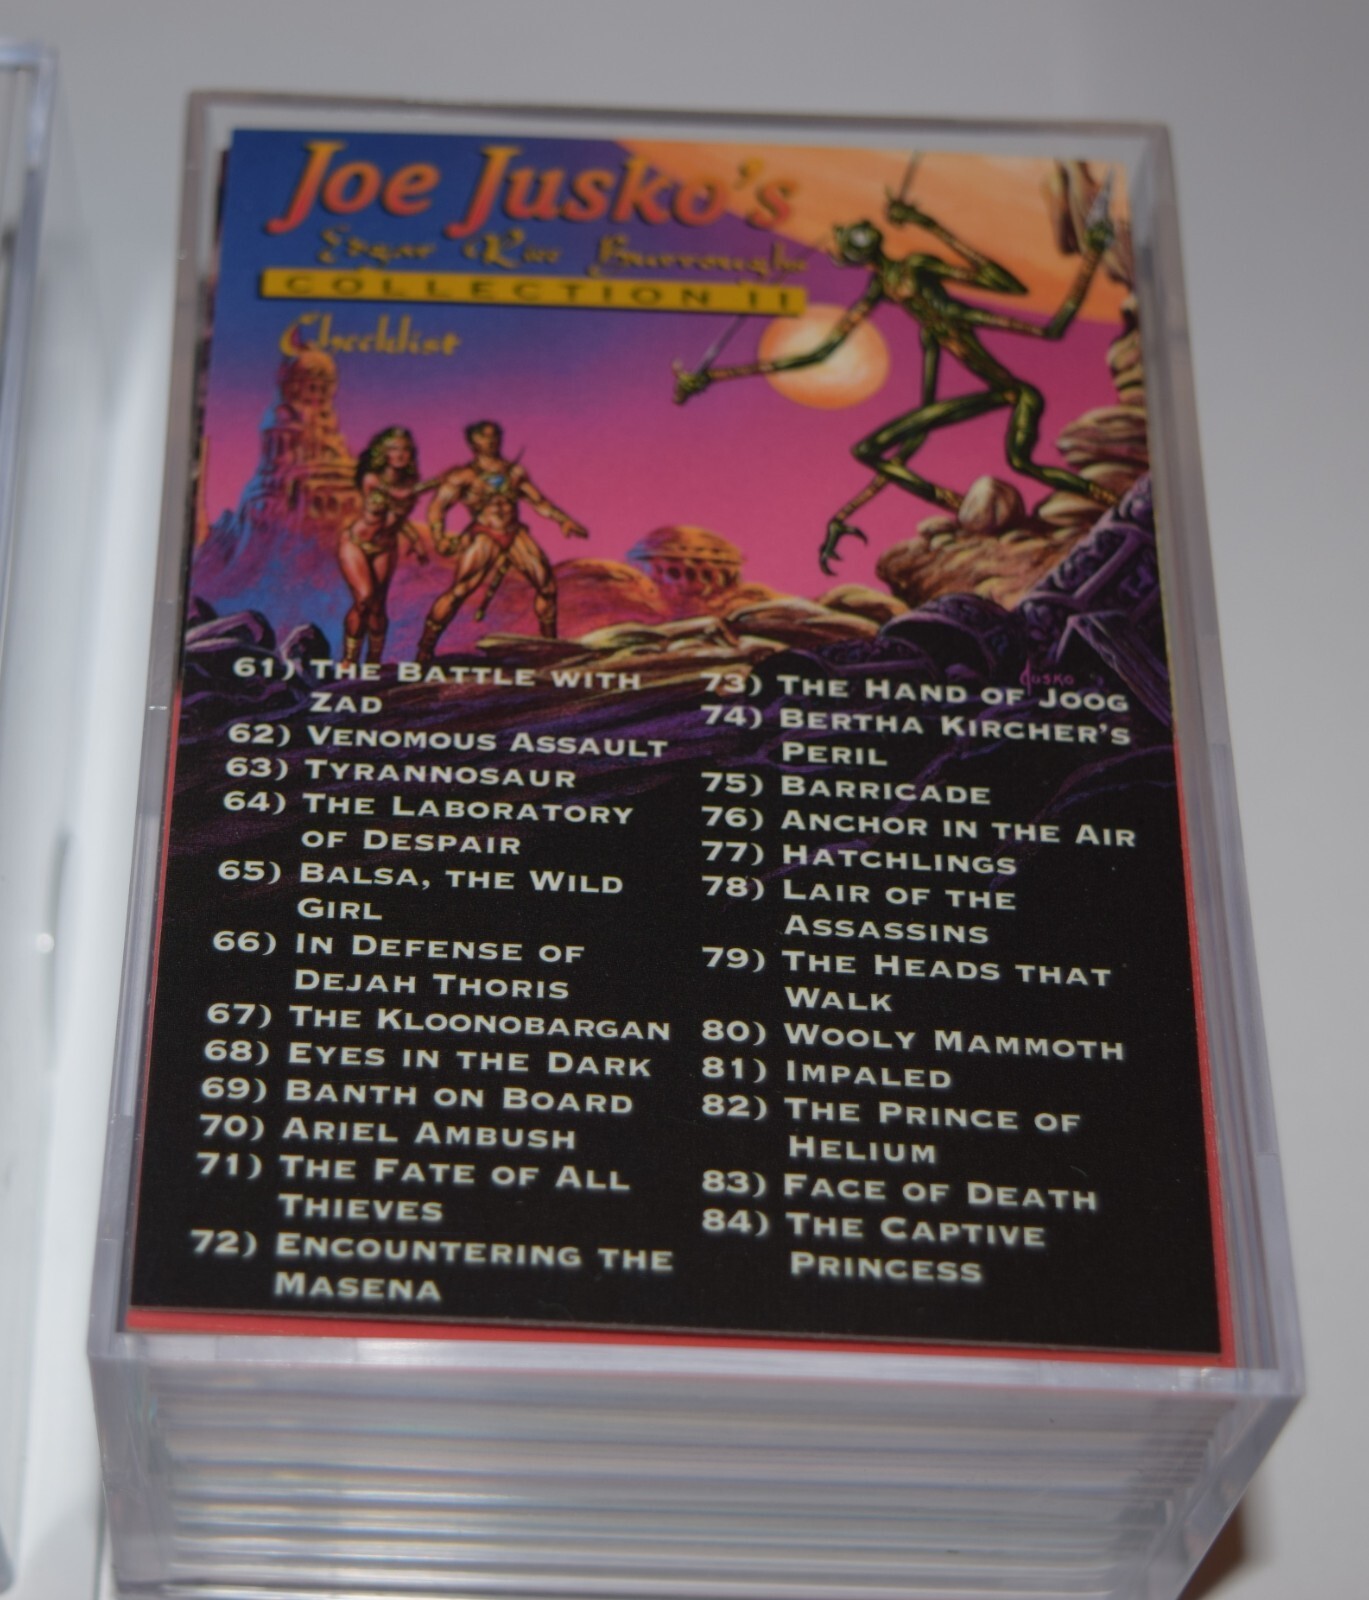 Joe Jusko's
Edgar Rice Burroughs
COLLECTION II
Checklist
JUSKO
61) THE BATTLE WITH
ZAD
62) VENOMOUS ASSAULT
63) TYRANNOSAUR
64) THE LABORATORY
OF DESPAIR
65) BALSA, THE WILD
GIRL
66) IN DEFENSE OF
DEJAH THORIS
67) THE KLOONOBARGAN
68) EYES IN THE DARK
69) BANTH ON BOARD
70) ARIEL AMBUSH
71) THE FATE OF ALL
THIEVES
72) ENCOUNTERING THE
MASENA
73) THE HAND OF JOOG
74) BERTHA KIRCHER'S
PERIL
75) BARRICADE
76) ANCHOR IN THE AIR
77) HATCHLINGS
78) LAIR OF THE
ASSASSINS
79) THE HEADS THAT
WALK
80) WOOLY MAMMOTH
81) IMPALED
82) THE PRINCE OF
HELIUM
83) FACE OF DEATH
84) THE CAPTIVE
PRINCESS